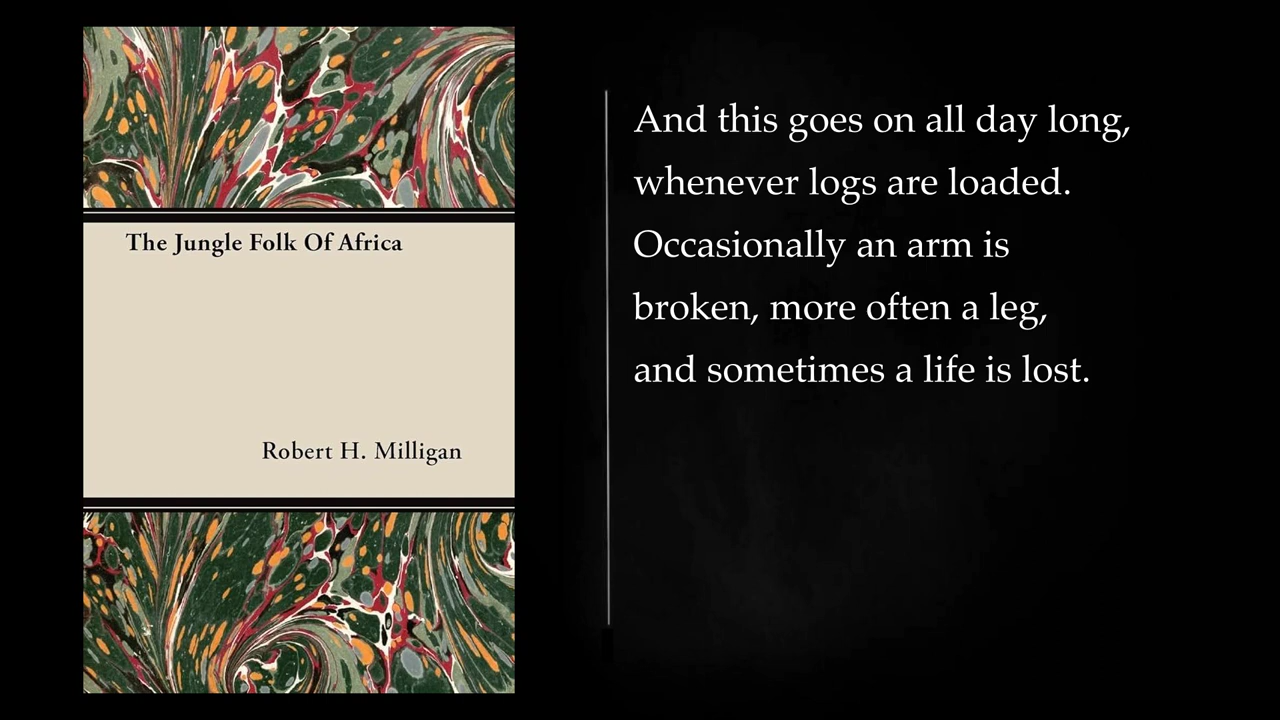 The Jungle Folk Of Africa
Robert H. Milligan
And this goes on all day long,
whenever logs are loaded.
Occasionally an arm is
broken, more often a leg,
and sometimes a life is lost.